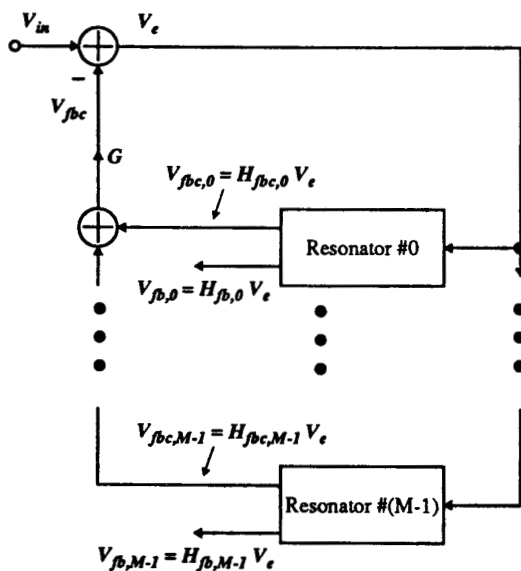 V_in
V_e
−
V_fbc
G
V_fbc,0 = H_fbc,0 V_e
Resonator #0
V_fb,0 = H_fb,0 V_e
V_fbc,M-1 = H_fbc,M-1 V_e
Resonator #(M-1)
V_fb,M-1 = H_fb,M-1 V_e